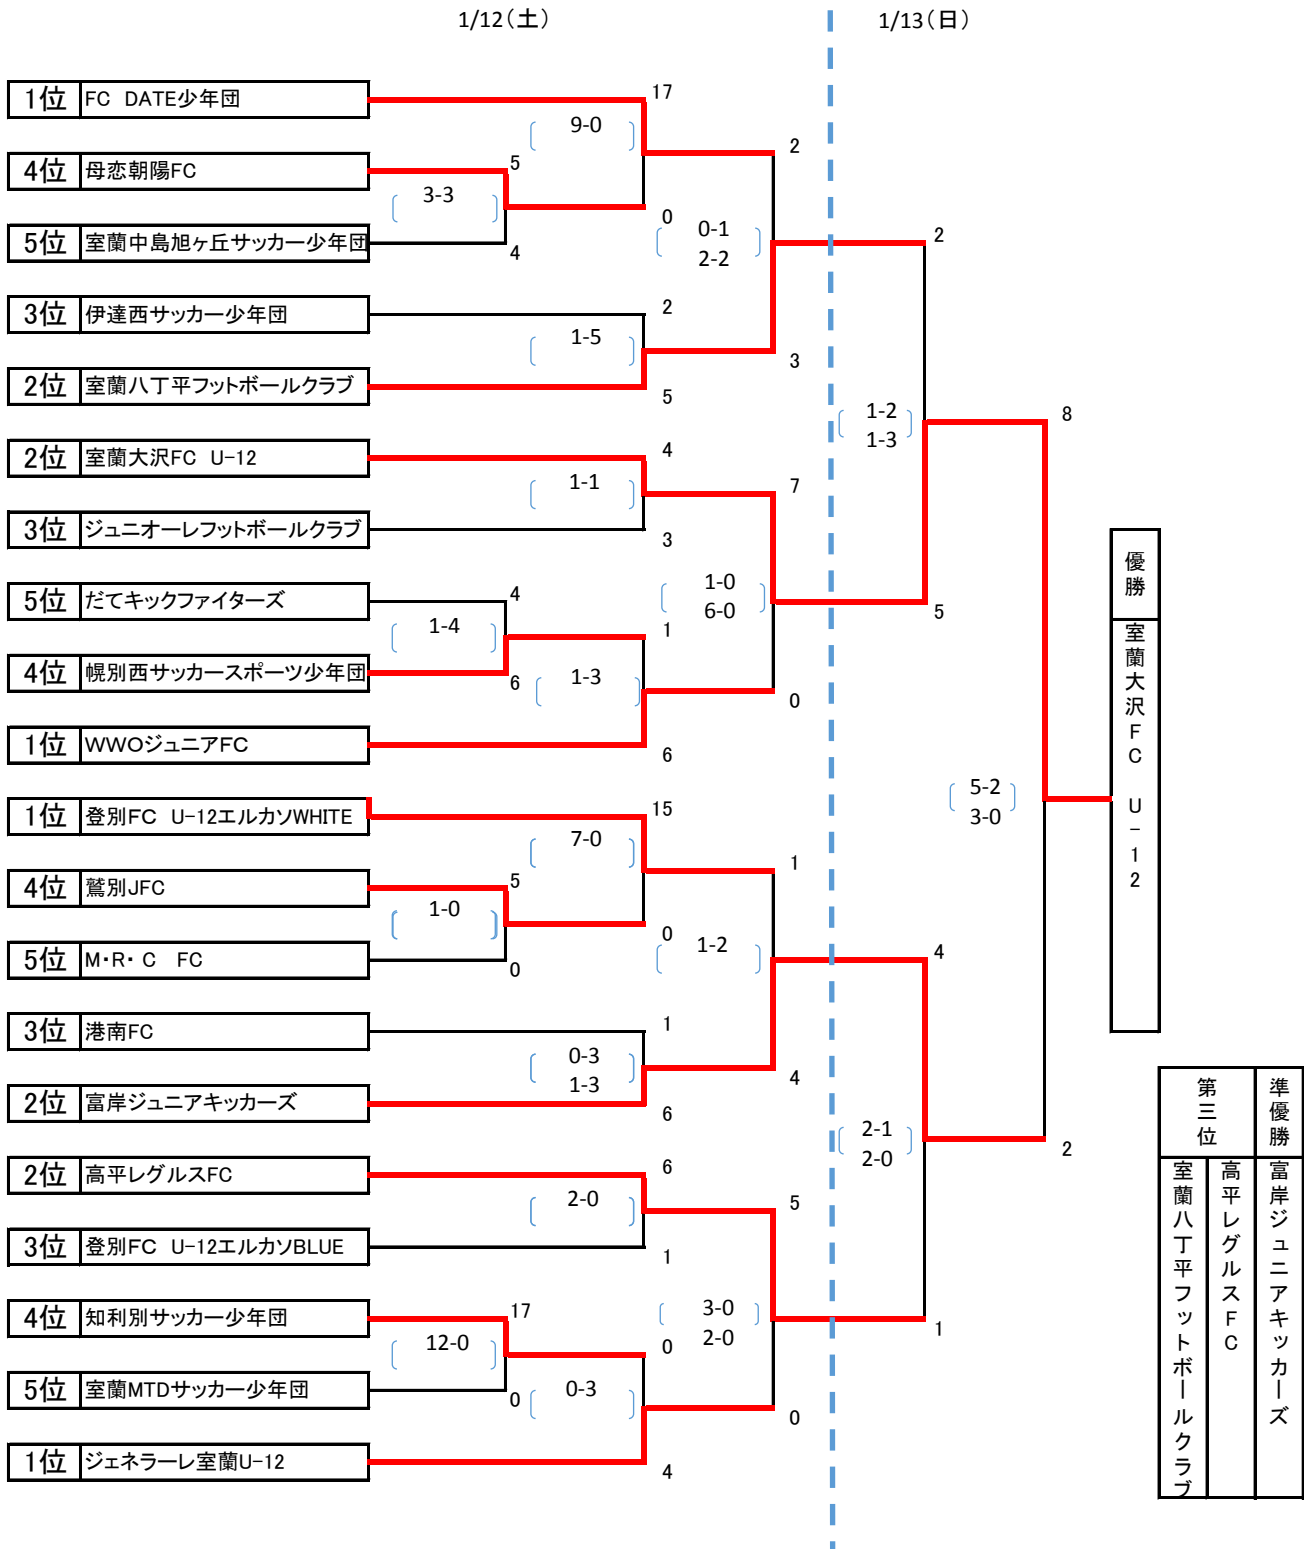 1/12(土)
1/13(日)
1位 FC DATE少年団
17
9-0
2
4位 母恋朝陽FC
5
3-3
0
0-1
2-2
5位 室蘭中島旭ヶ丘サッカー少年団
4
2
3位 伊達西サッカー少年団
2
1-5
3
2位 室蘭八丁平フットボールクラブ
5
1-2
1-3
8
2位 室蘭大沢FC U-12
4
1-1
7
3位 ジュニオーレフットボールクラブ
3
1-0
6-0
5位 だてキックファイターズ
4
1-4
1
5
4位 幌別西サッカースポーツ少年団
6
1-3
0
1位 WWOジュニアFC
6
優勝
室蘭大沢FC U-12
5-2
3-0
1位 登別FC U-12エルカソWHITE
15
7-0
1
4位 鷲別JFC
5
1-0
0
1-2
4
5位 M・R・C FC
0
3位 港南FC
1
0-3
1-3
4
2位 富岸ジュニアキッカーズ
6
2-1
2-0
2
第三位
準優勝
2位 高平レグルスFC
6
2-0
5
3位 登別FC U-12エルカソBLUE
1
室蘭八丁平フットボールクラブ
高平レグルスFC
富岸ジュニアキッカーズ
4位 知利別サッカー少年団
17
12-0
0
3-0
2-0
1
5位 室蘭MTDサッカー少年団
0
0-3
0
1位 ジェネラーレ室蘭U-12
4